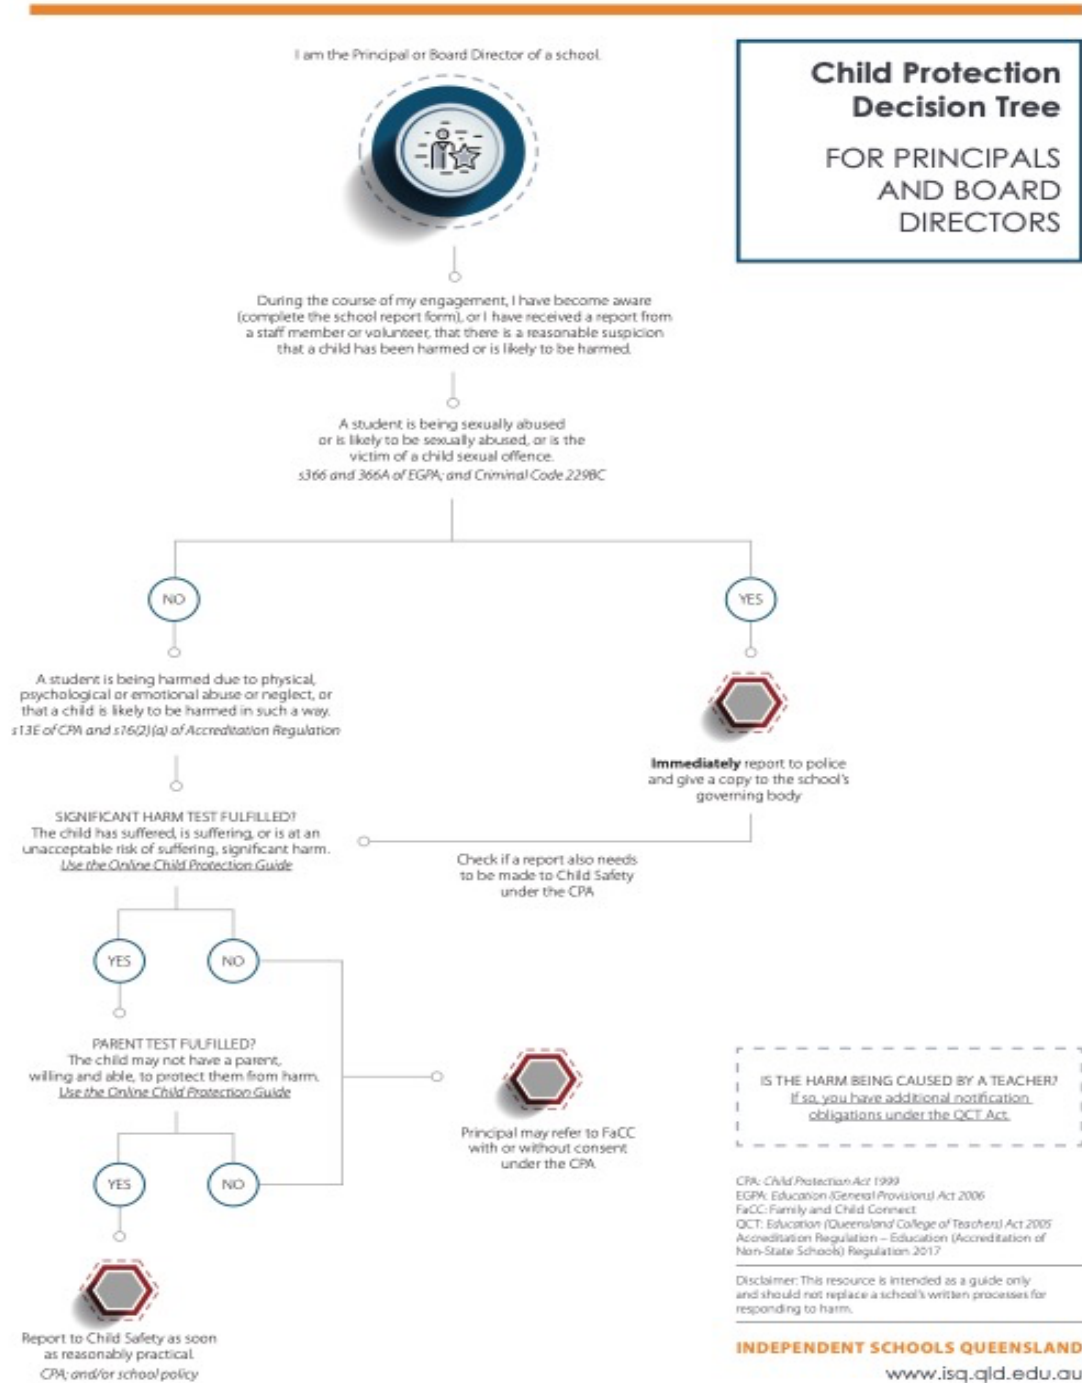 I am the Principal or Board Director of a school.
Child Protection
Decision Tree
FOR PRINCIPALS
AND BOARD
DIRECTORS
During the course of my engagement, I have become aware
(complete the school report form), or I have received a report from
a staff member or volunteer, that there is a reasonable suspicion
that a child has been harmed or is likely to be harmed.
A student is being sexually abused
or is likely to be sexually abused, or is the
victim of a child sexual offence.
s366 and 366A of EGPA; and Criminal Code 229BC
NO
YES
A student is being harmed due to physical,
psychological or emotional abuse or neglect, or
that a child is likely to be harmed in such a way.
s13E of CPA and s16(2)(a) of Accreditation Regulation
Immediately report to police
and give a copy to the school's
governing body
SIGNIFICANT HARM TEST FULFILLED?
The child has suffered, is suffering, or is at an
unacceptable risk of suffering, significant harm.
Use the Online Child Protection Guide
Check if a report also needs
to be made to Child Safety
under the CPA
YES
NO
PARENT TEST FULFILLED?
The child may not have a parent,
willing and able, to protect them from harm.
Use the Online Child Protection Guide
Principal may refer to FaCC
with or without consent
under the CPA
YES
NO
Report to Child Safety as soon
as reasonably practical.
CPA; and/or school policy
IS THE HARM BEING CAUSED BY A TEACHER?
If so, you have additional notification
obligations under the QCT Act.
CPA: Child Protection Act 1999
EGPA: Education (General Provisions) Act 2006
FaCC: Family and Child Connect
QCT: Education (Queensland College of Teachers) Act 2005
Accreditation Regulation – Education (Accreditation of
Non-State Schools) Regulation 2017
Disclaimer: This resource is intended as a guide only
and should not replace a school's written processes for
responding to harm.
INDEPENDENT SCHOOLS QUEENSLAND
www.isq.qld.edu.au